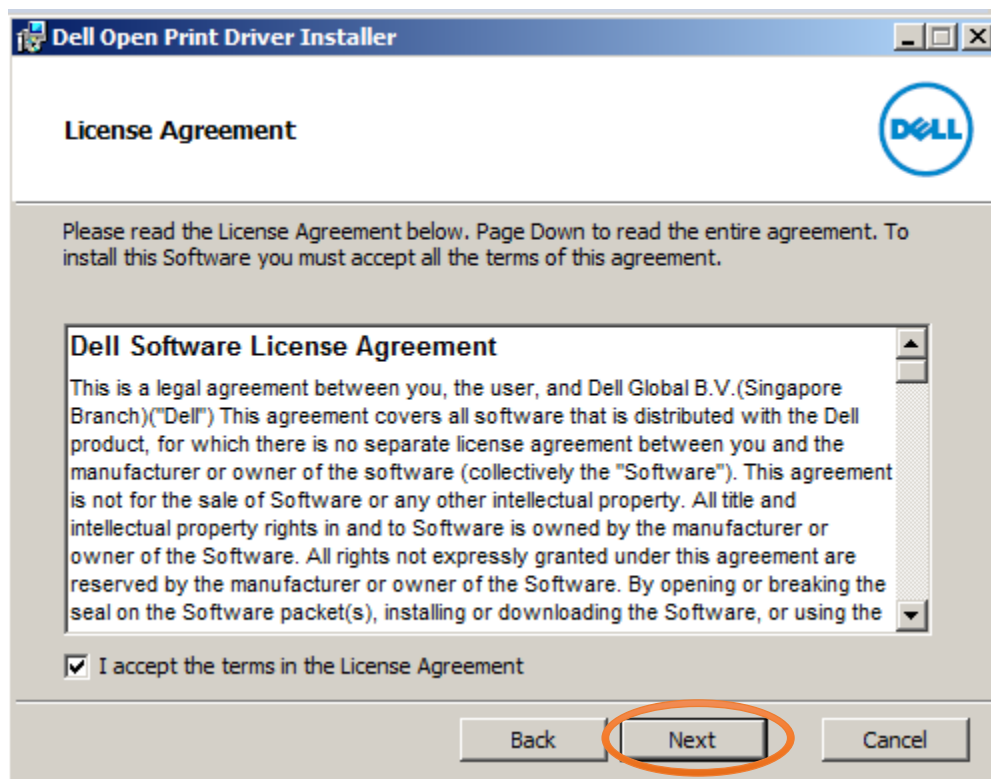 Dell Open Print Driver Installer
License Agreement
DELL
Please read the License Agreement below. Page Down to read the entire agreement. To
install this Software you must accept all the terms of this agreement.
Dell Software License Agreement
This is a legal agreement between you, the user, and Dell Global B.V.(Singapore
Branch)("Dell") This agreement covers all software that is distributed with the Dell
product, for which there is no separate license agreement between you and the
manufacturer or owner of the software (collectively the "Software"). This agreement
is not for the sale of Software or any other intellectual property. All title and
intellectual property rights in and to Software is owned by the manufacturer or
owner of the Software. All rights not expressly granted under this agreement are
reserved by the manufacturer or owner of the Software. By opening or breaking the
seal on the Software packet(s), installing or downloading the Software, or using the
I accept the terms in the License Agreement
Back Next Cancel